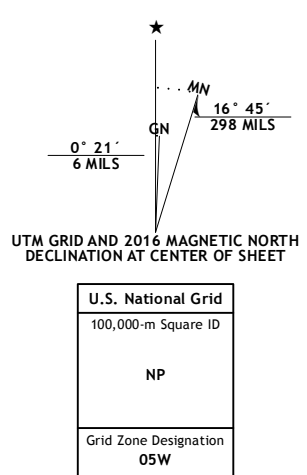 MN
GN
16° 45´
298 MILS
0° 21´
6 MILS
UTM GRID AND 2016 MAGNETIC NORTH
DECLINATION AT CENTER OF SHEET
U.S. National Grid
100,000-m Square ID
NP
Grid Zone Designation
05W